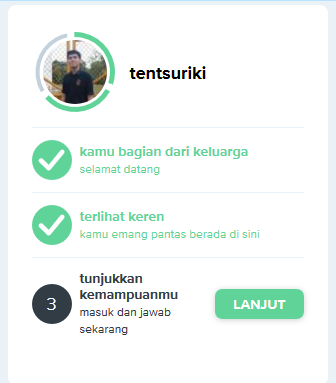 tentsuriki
kamu bagian dari keluarga
selamat datang
terlihat keren
kamu emang pantas berada di sini
3
tunjukkan
kemampuanmu
masuk dan jawab
sekarang
LANJUT